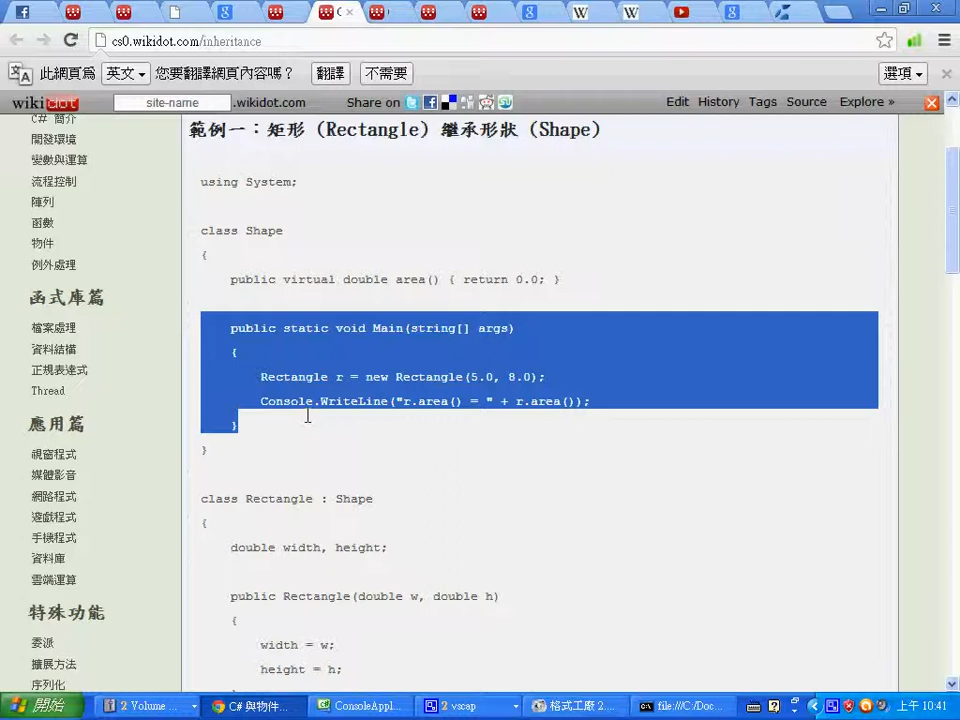 cs0.wikidot.com/inheritance
此網頁爲 英文 您要翻譯網頁內容嗎？ 翻譯 不需要 選項
wikidot site-name .wikidot.com Share on Edit History Tags Source Explore »
C# 簡介
開發環境
變數與運算
流程控制
陣列
函數
物件
例外處理
函式庫篇
檔案處理
資料結構
正規表達式
Thread
應用篇
視窗程式
媒體影音
網路程式
遊戲程式
手機程式
資料庫
雲端運算
特殊功能
委派
擴展方法
序列化
範例一：矩形 (Rectangle) 繼承形狀 (Shape)
using System;
class Shape
{
public virtual double area() { return 0.0; }
public static void Main(string[] args)
{
Rectangle r = new Rectangle(5.0, 8.0);
Console.WriteLine("r.area() = " + r.area());
}
}
class Rectangle : Shape
{
double width, height;
public Rectangle(double w, double h)
{
width = w;
height = h;
開始 2 Volume ... C# 與物件... ConsoleAppl... 2 vscap 格式工廠 2... file:///C:/Doc... 上午 10:41